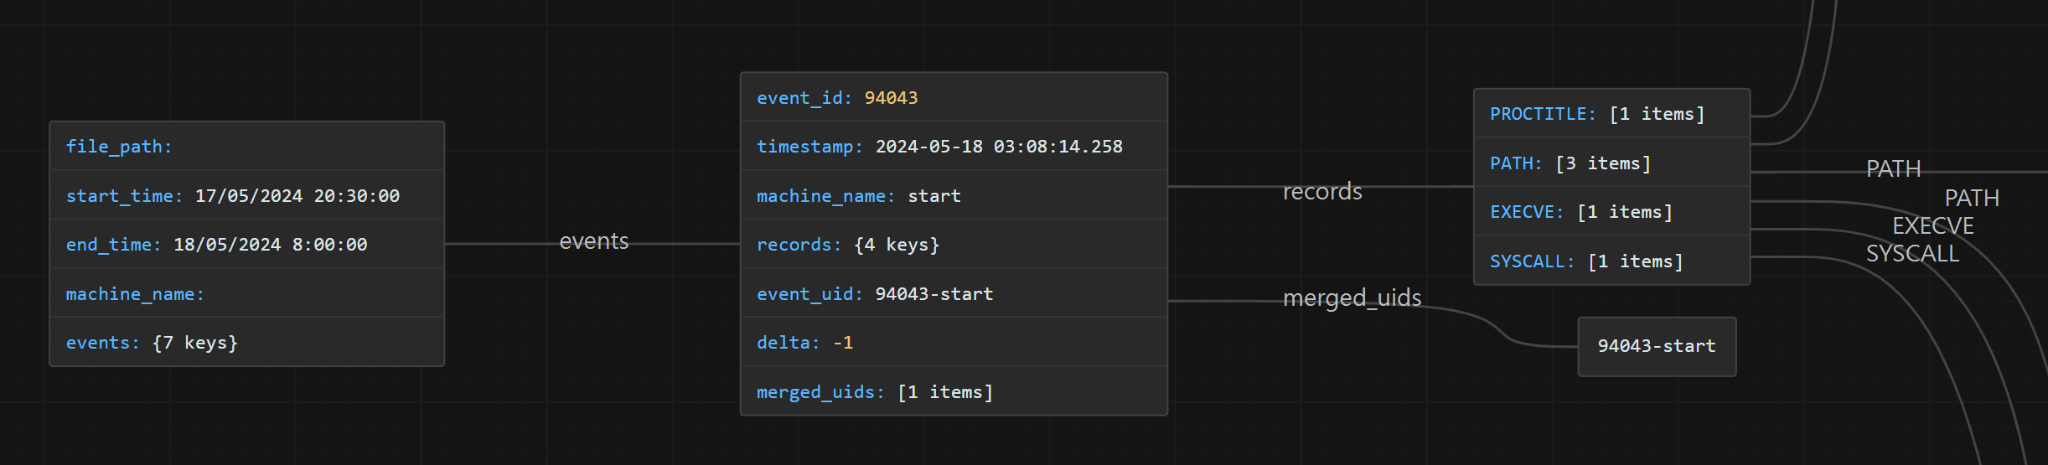 file_path:
start_time: 17/05/2024 20:30:00
end_time: 18/05/2024 8:00:00
machine_name:
events: {7 keys}
events
event_id: 94043
timestamp: 2024-05-18 03:08:14.258
machine_name: start
records: {4 keys}
event_uid: 94043-start
delta: -1
merged_uids: [1 items]
records
merged_uids
PROCTITLE: [1 items]
PATH: [3 items]
EXECVE: [1 items]
SYSCALL: [1 items]
94043-start
PATH
PATH
EXECVE
SYSCALL